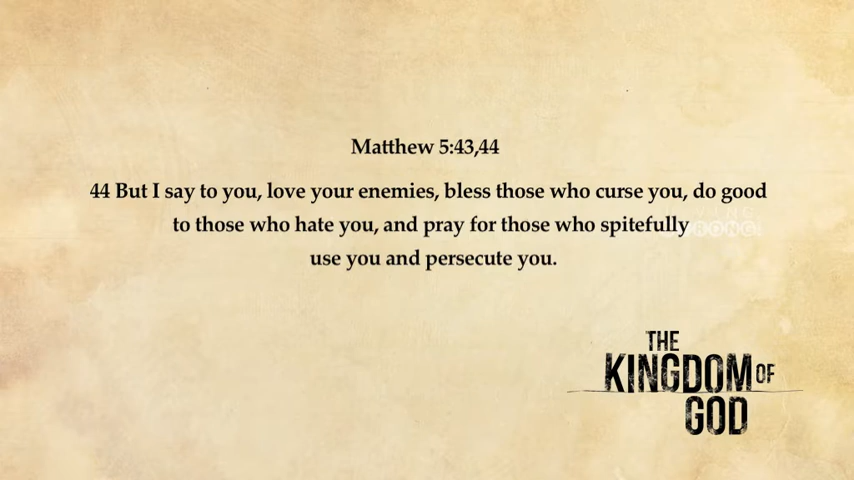 Matthew 5:43,44
44 But I say to you, love your enemies, bless those who curse you, do good
to those who hate you, and pray for those who spitefully
use you and persecute you.
THE
KINGDOM OF
GOD